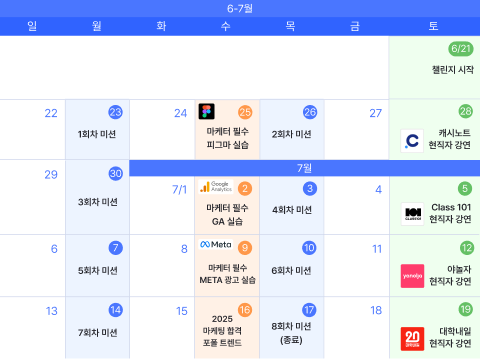 6-7월
일 월 화 수 목 금 토
6/21
챌린지 시작
22 23 24 25 26 27 28
1회차 미션
마케터 필수
피그마 실습
2회차 미션
캐시노트
현직자 강연
7월
29 30 7/1 2 3 4 5
3회차 미션
Google
Analytics
마케터 필수
GA 실습
4회차 미션
101
CLASS101
Class 101
현직자 강연
6 7 8 9 10 11 12
5회차 미션
Meta
마케터 필수
META 광고 실습
6회차 미션
yanolja
야놀자
현직자 강연
13 14 15 16 17 18 19
7회차 미션
2025
마케팅 합격
포폴 트렌드
8회차 미션
(종료)
20
대학내일
현직자 강연